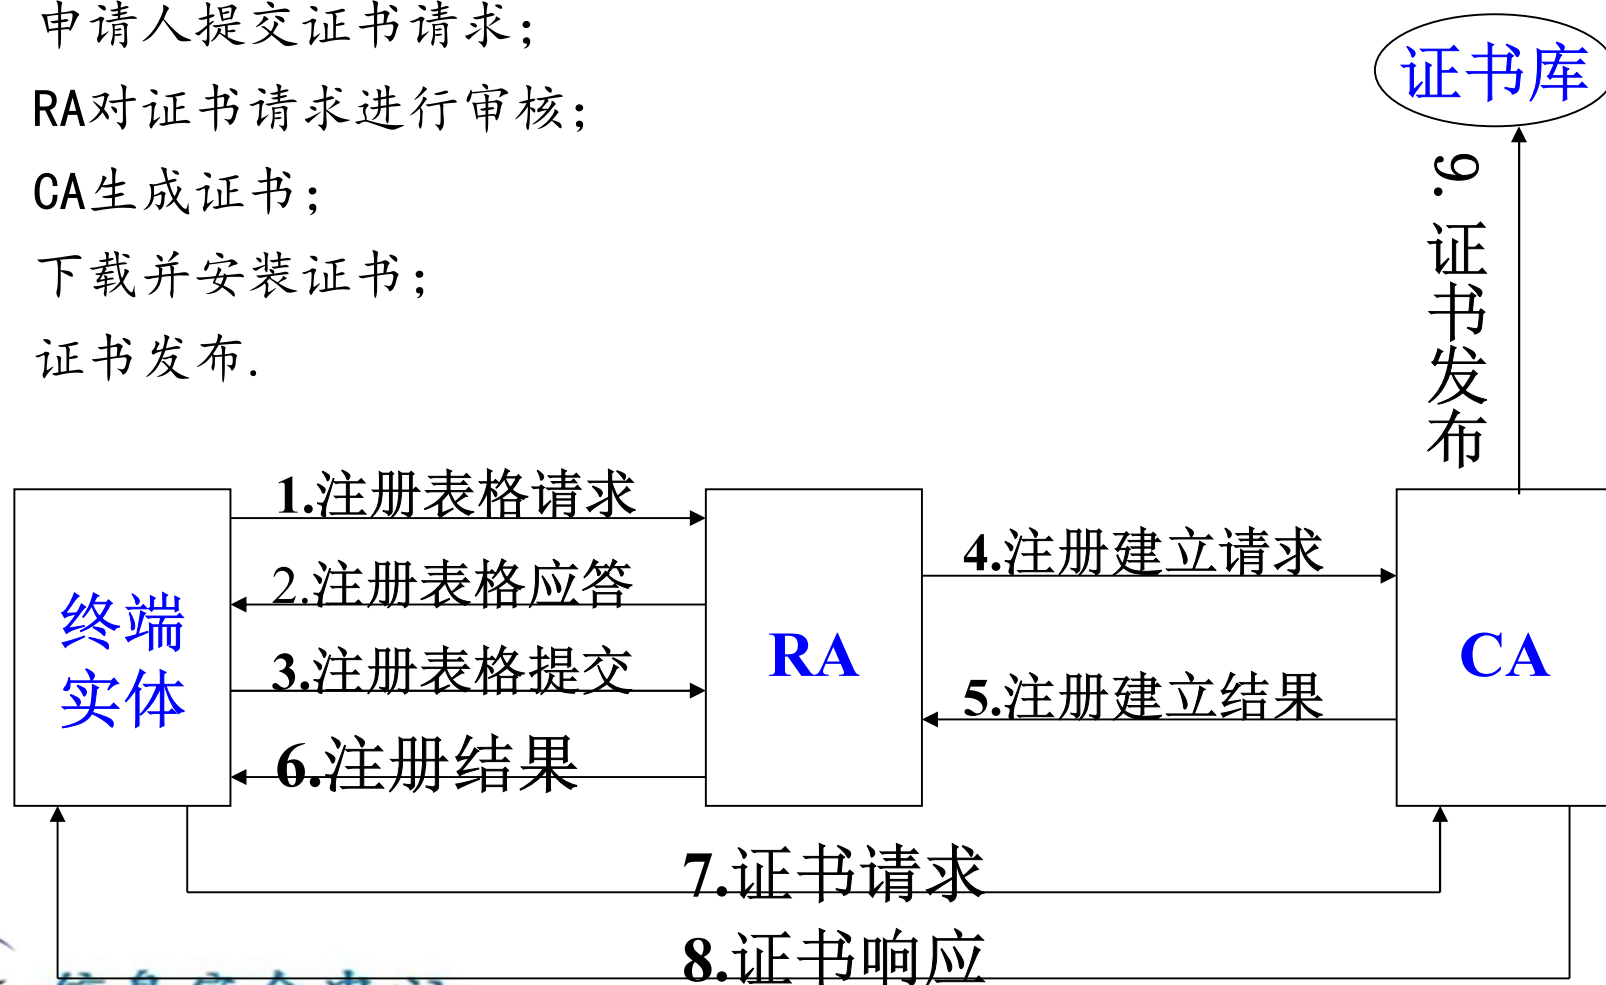 申请人提交证书请求；
RA对证书请求进行审核；
CA生成证书；
下载并安装证书；
证书发布.
证书库
9.证书发布
1.注册表格请求
2.注册表格应答
3.注册表格提交
6.注册结果
4.注册建立请求
5.注册建立结果
终端
实体
RA
CA
7.证书请求
8.证书响应